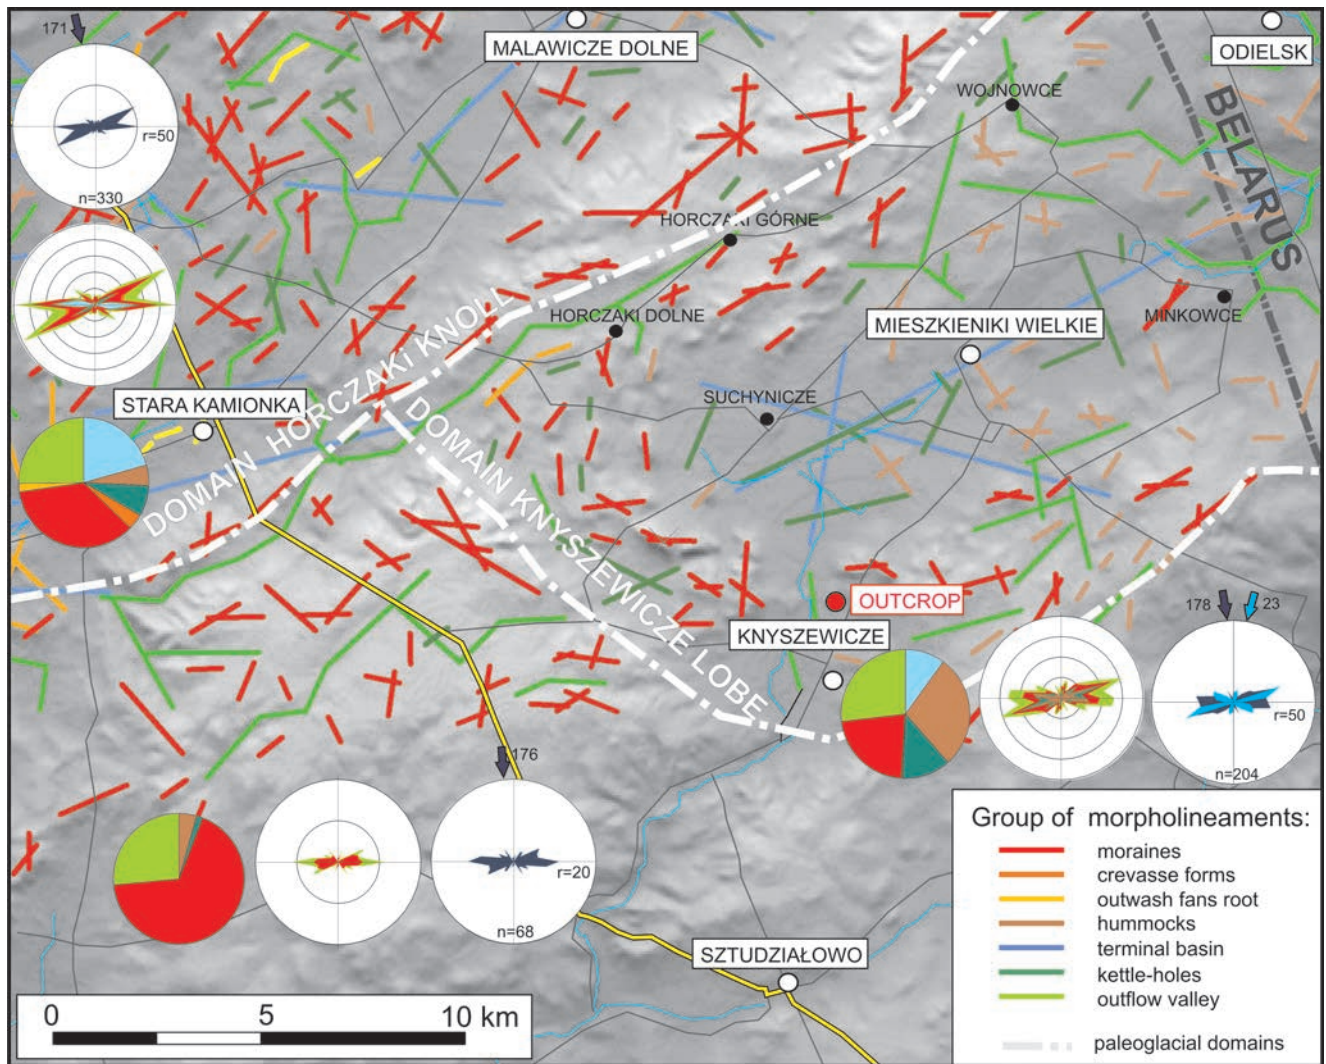 171
MALAWICZE DOLNE
ODIELSK
WOJNOWCE
BELARUS
r=50
n=330
HORCZAKI GÓRNE
HORCZAKI DOLNE
MIESZKIENIKI WIELKIE
MINKOWCE
STARA KAMIONKA
SUCHYNICZE
DOMAIN HORCZAKi KNOLL
DOMAIN KNYSZEWICZE LOBE
OUTCROP
KNYSZEWICZE
178
23
r=50
n=204
176
r=20
n=68
SZTUDZIAŁOWO
Group of morpholineaments:
moraines
crevasse forms
outwash fans root
hummocks
terminal basin
kettle-holes
outflow valley
paleoglacial domains
0 5 10 km